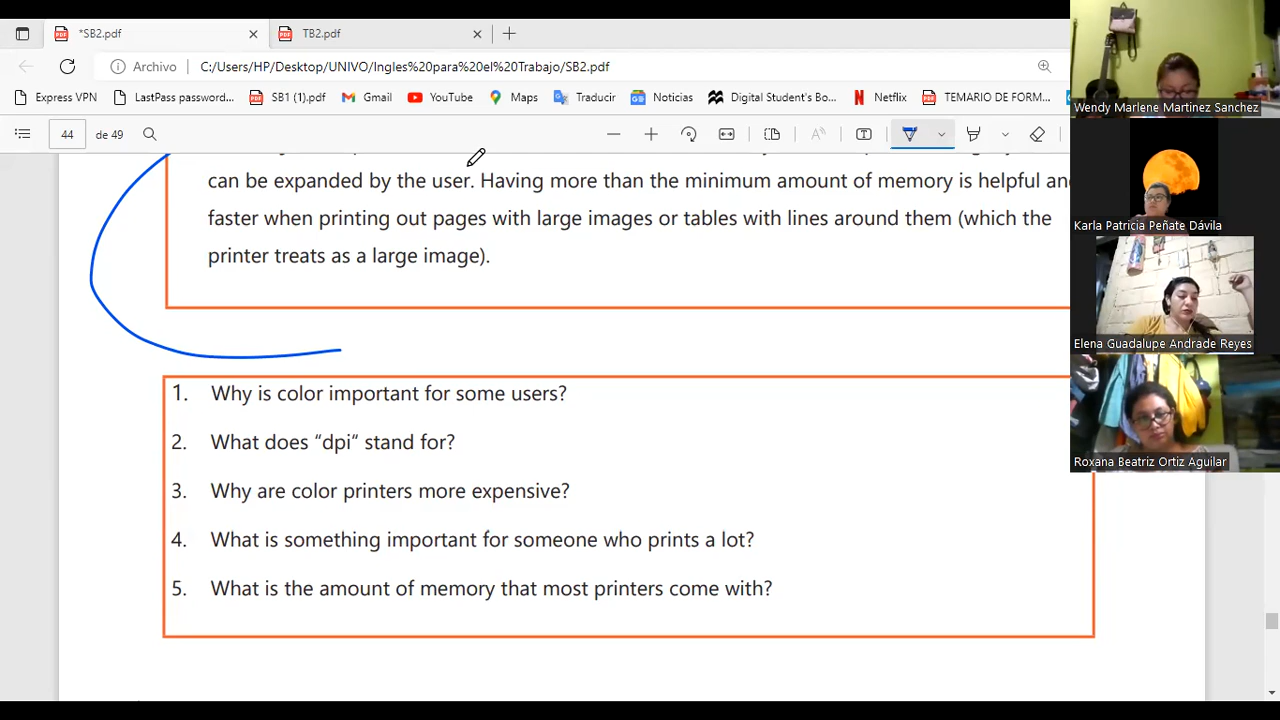 *SB2.pdf
TB2.pdf
Archivo C:/Users/HP/Desktop/UNIVO/Ingles%20para%20el%20Trabajo/SB2.pdf
Express VPN LastPass password... SB1 (1).pdf Gmail YouTube Maps Traducir Noticias Digital Student's Bo... Netflix TEMARIO DE FORM...
44 de 49
can be expanded by the user. Having more than the minimum amount of memory is helpful and
faster when printing out pages with large images or tables with lines around them (which the
printer treats as a large image).
1. Why is color important for some users?
2. What does “dpi” stand for?
3. Why are color printers more expensive?
4. What is something important for someone who prints a lot?
5. What is the amount of memory that most printers come with?
Wendy Marlene Martínez Sanchez
Karla Patricia Peñate Dávila
Elena Guadalupe Andrade Reyes
Roxana Beatriz Ortiz Aguilar